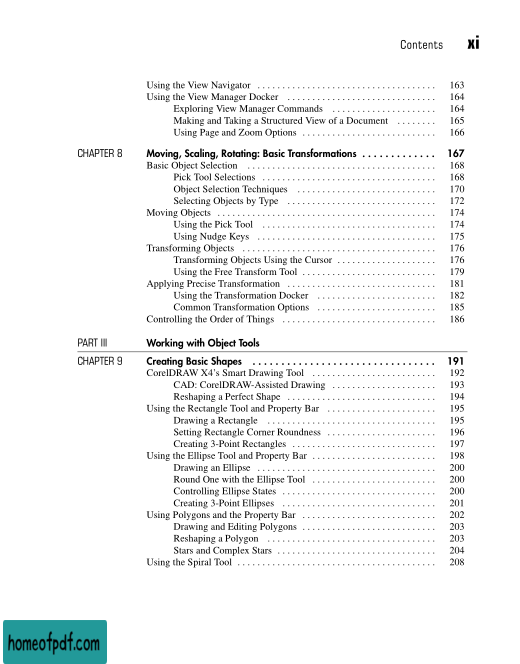 Contents xi
Using the View Navigator . . . . . . . . . . . . . . . . . . . . . . . . . . . . . . . . . . . . 163
Using the View Manager Docker . . . . . . . . . . . . . . . . . . . . . . . . . . . . . . 164
Exploring View Manager Commands . . . . . . . . . . . . . . . . . . . . . 164
Making and Taking a Structured View of a Document . . . . . . . . 165
Using Page and Zoom Options . . . . . . . . . . . . . . . . . . . . . . . . . . . 166
CHAPTER 8 Moving, Scaling, Rotating: Basic Transformations . . . . . . . . . . . . . 167
Basic Object Selection . . . . . . . . . . . . . . . . . . . . . . . . . . . . . . . . . . . . . . 168
Pick Tool Selections . . . . . . . . . . . . . . . . . . . . . . . . . . . . . . . . . . . 168
Object Selection Techniques . . . . . . . . . . . . . . . . . . . . . . . . . . . . 170
Selecting Objects by Type . . . . . . . . . . . . . . . . . . . . . . . . . . . . . . 172
Moving Objects . . . . . . . . . . . . . . . . . . . . . . . . . . . . . . . . . . . . . . . . . . . . 174
Using the Pick Tool . . . . . . . . . . . . . . . . . . . . . . . . . . . . . . . . . . . 174
Using Nudge Keys . . . . . . . . . . . . . . . . . . . . . . . . . . . . . . . . . . . . 175
Transforming Objects . . . . . . . . . . . . . . . . . . . . . . . . . . . . . . . . . . . . . . . 176
Transforming Objects Using the Cursor . . . . . . . . . . . . . . . . . . . . 176
Using the Free Transform Tool . . . . . . . . . . . . . . . . . . . . . . . . . . . 179
Applying Precise Transformation . . . . . . . . . . . . . . . . . . . . . . . . . . . . . . 181
Using the Transformation Docker . . . . . . . . . . . . . . . . . . . . . . . . 182
Common Transformation Options . . . . . . . . . . . . . . . . . . . . . . . . 185
Controlling the Order of Things . . . . . . . . . . . . . . . . . . . . . . . . . . . . . . . 186
PART III Working with Object Tools
CHAPTER 9 Creating Basic Shapes . . . . . . . . . . . . . . . . . . . . . . . . . . . . . . . . 191
CorelDRAW X4's Smart Drawing Tool . . . . . . . . . . . . . . . . . . . . . . . . . 192
CAD: CorelDRAW-Assisted Drawing . . . . . . . . . . . . . . . . . . . . . 193
Reshaping a Perfect Shape . . . . . . . . . . . . . . . . . . . . . . . . . . . . . . 194
Using the Rectangle Tool and Property Bar . . . . . . . . . . . . . . . . . . . . . . 195
Drawing a Rectangle . . . . . . . . . . . . . . . . . . . . . . . . . . . . . . . . . . 195
Setting Rectangle Corner Roundness . . . . . . . . . . . . . . . . . . . . . . 196
Creating 3-Point Rectangles . . . . . . . . . . . . . . . . . . . . . . . . . . . . . 197
Using the Ellipse Tool and Property Bar . . . . . . . . . . . . . . . . . . . . . . . . . 198
Drawing an Ellipse . . . . . . . . . . . . . . . . . . . . . . . . . . . . . . . . . . . . 200
Round One with the Ellipse Tool . . . . . . . . . . . . . . . . . . . . . . . . . 200
Controlling Ellipse States . . . . . . . . . . . . . . . . . . . . . . . . . . . . . . . 200
Creating 3-Point Ellipses . . . . . . . . . . . . . . . . . . . . . . . . . . . . . . . 201
Using Polygons and the Property Bar . . . . . . . . . . . . . . . . . . . . . . . . . . . 202
Drawing and Editing Polygons . . . . . . . . . . . . . . . . . . . . . . . . . . . 203
Reshaping a Polygon . . . . . . . . . . . . . . . . . . . . . . . . . . . . . . . . . . 203
Stars and Complex Stars . . . . . . . . . . . . . . . . . . . . . . . . . . . . . . . . 204
Using the Spiral Tool . . . . . . . . . . . . . . . . . . . . . . . . . . . . . . . . . . . . . . . . 208
homeofpdf.com